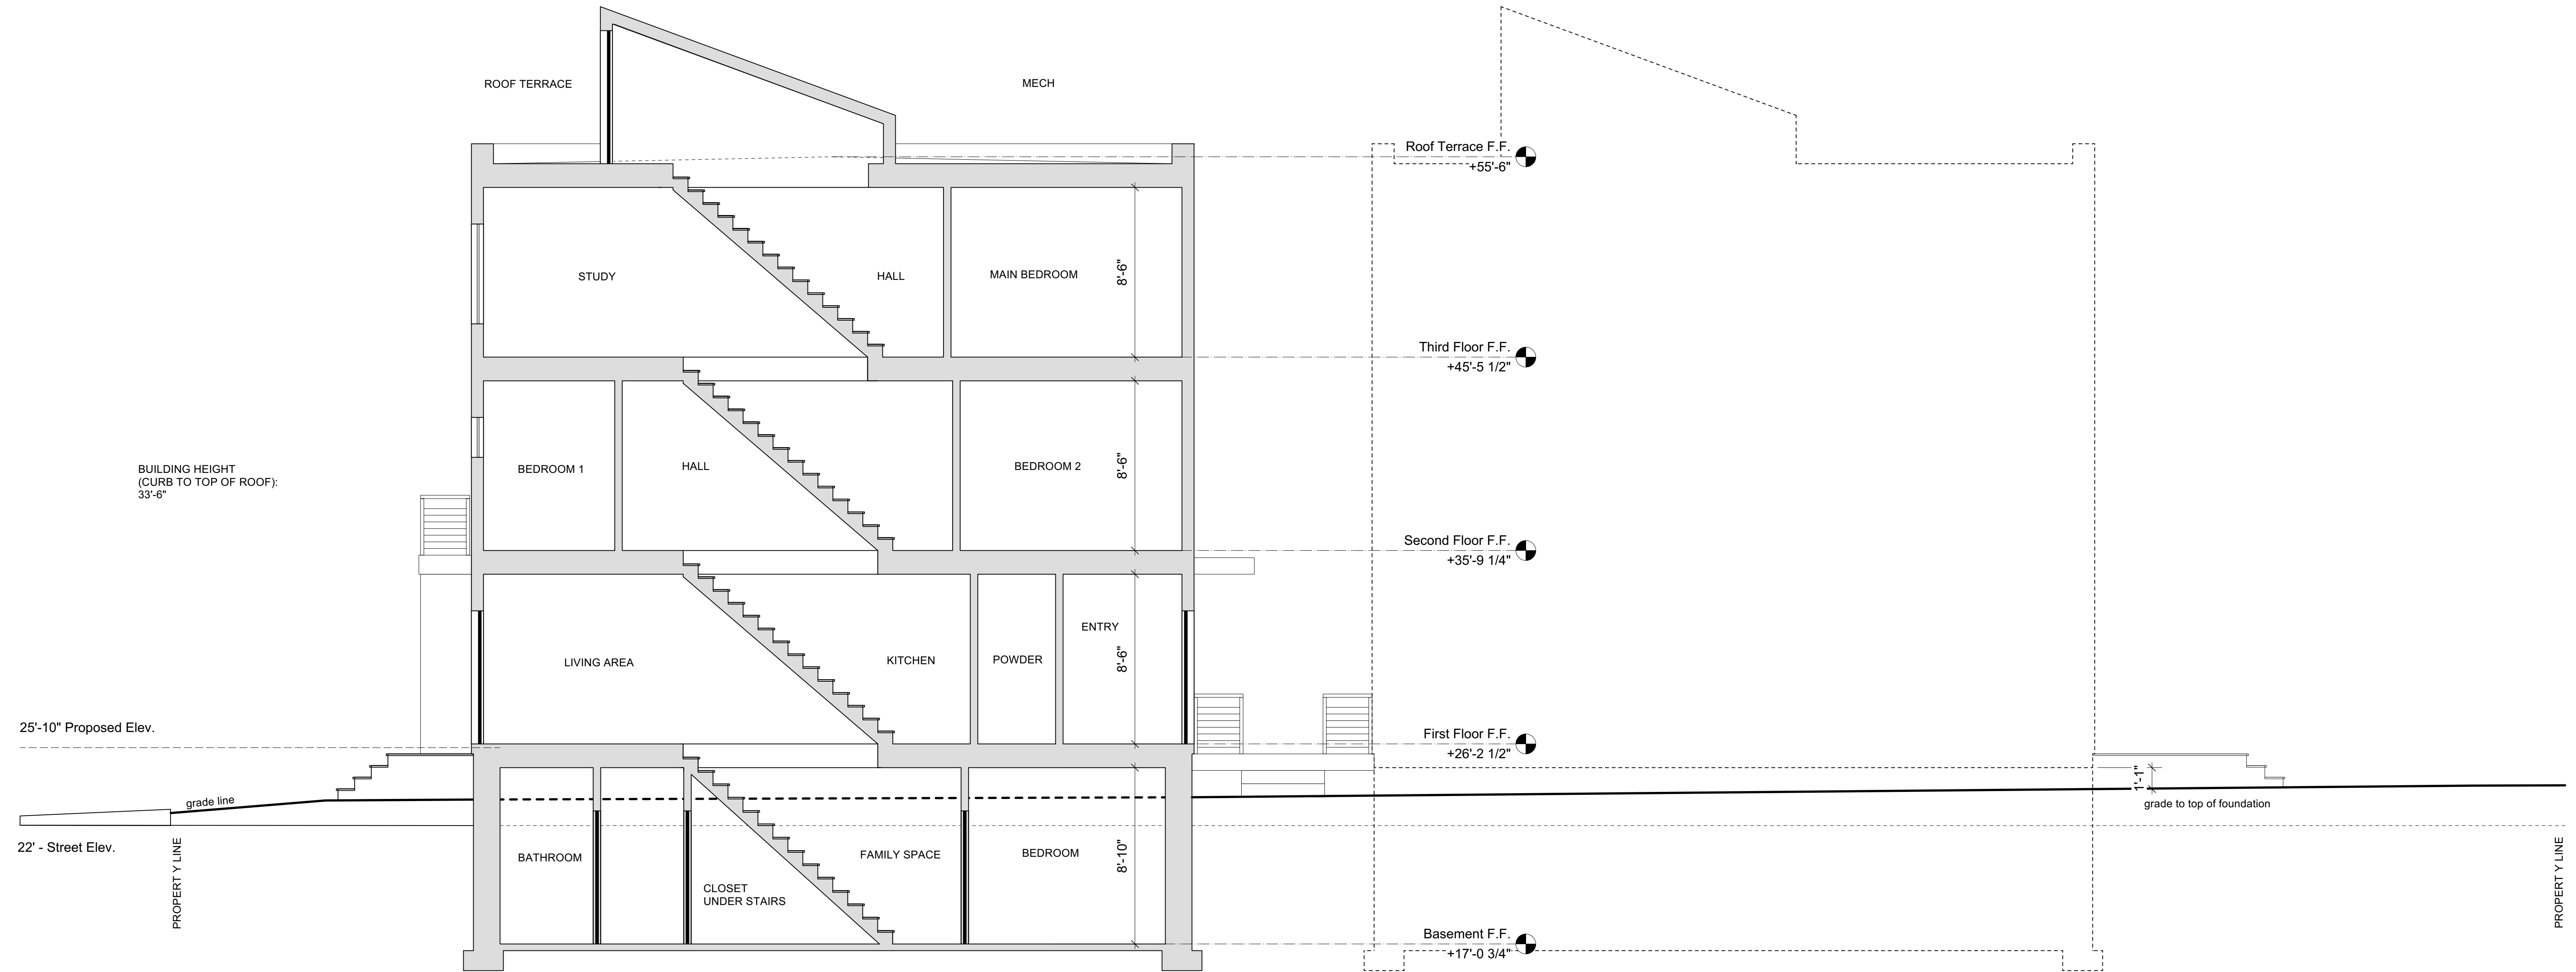 ROOF TERRACE
MECH
Roof Terrace F.F.
+55'-6"
STUDY
HALL
MAIN BEDROOM
8'-6"
Third Floor F.F.
+45'-5 1/2"
BUILDING HEIGHT
(CURB TO TOP OF ROOF):
33'-6"
BEDROOM 1
HALL
BEDROOM 2
8'-6"
Second Floor F.F.
+35'-9 1/4"
LIVING AREA
KITCHEN
POWDER
ENTRY
8'-6"
25'-10" Proposed Elev.
First Floor F.F.
+26'-2 1/2"
grade line
1'-1"
grade to top of foundation
22' - Street Elev.
PROPERTY LINE
BATHROOM
CLOSET
UNDER STAIRS
FAMILY SPACE
BEDROOM
8'-10"
PROPERTY LINE
Basement F.F.
+17'-0 3/4"